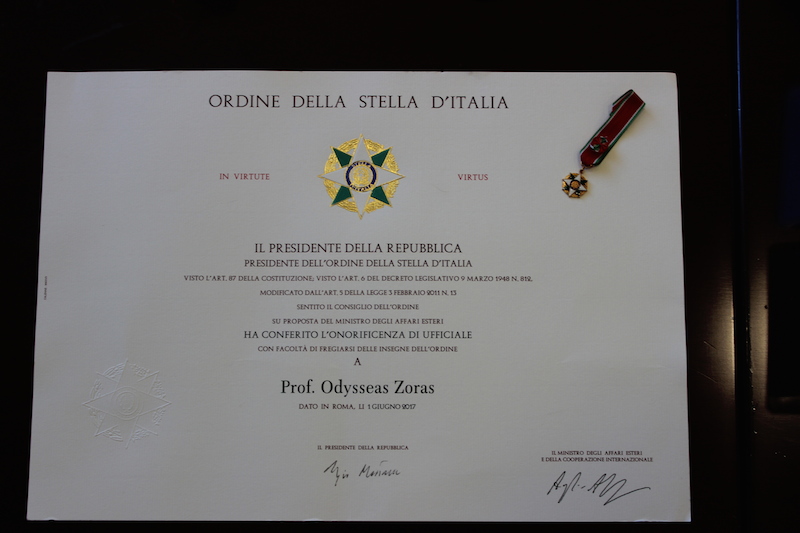 ORDINE DELLA STELLA D'ITALIA
IN VIRTUTE VIRTUS
STELLA D'ITALIA
IL PRESIDENTE DELLA REPUBBLICA
PRESIDENTE DELL'ORDINE DELLA STELLA D'ITALIA
VISTO L'ART. 87 DELLA COSTITUZIONE; VISTO L'ART. 6 DEL DECRETO LEGISLATIVO 9 MARZO 1948 N. 812,
MODIFICATO DALL'ART. 5 DELLA LEGGE 3 FEBBRAIO 2011 N. 13
SENTITO IL CONSIGLIO DELL'ORDINE
SU PROPOSTA DEL MINISTRO DEGLI AFFARI ESTERI
HA CONFERITO L'ONORIFICENZA DI UFFICIALE
CON FACOLTÀ DI FREGIARSI DELLE INSEGNE DELL'ORDINE
A
Prof. Odysseas Zoras
DATO IN ROMA, LI 1 GIUGNO 2017
IL PRESIDENTE DELLA REPUBBLICA
IL MINISTRO DEGLI AFFARI ESTERI
E DELLA COOPERAZIONE INTERNAZIONALE